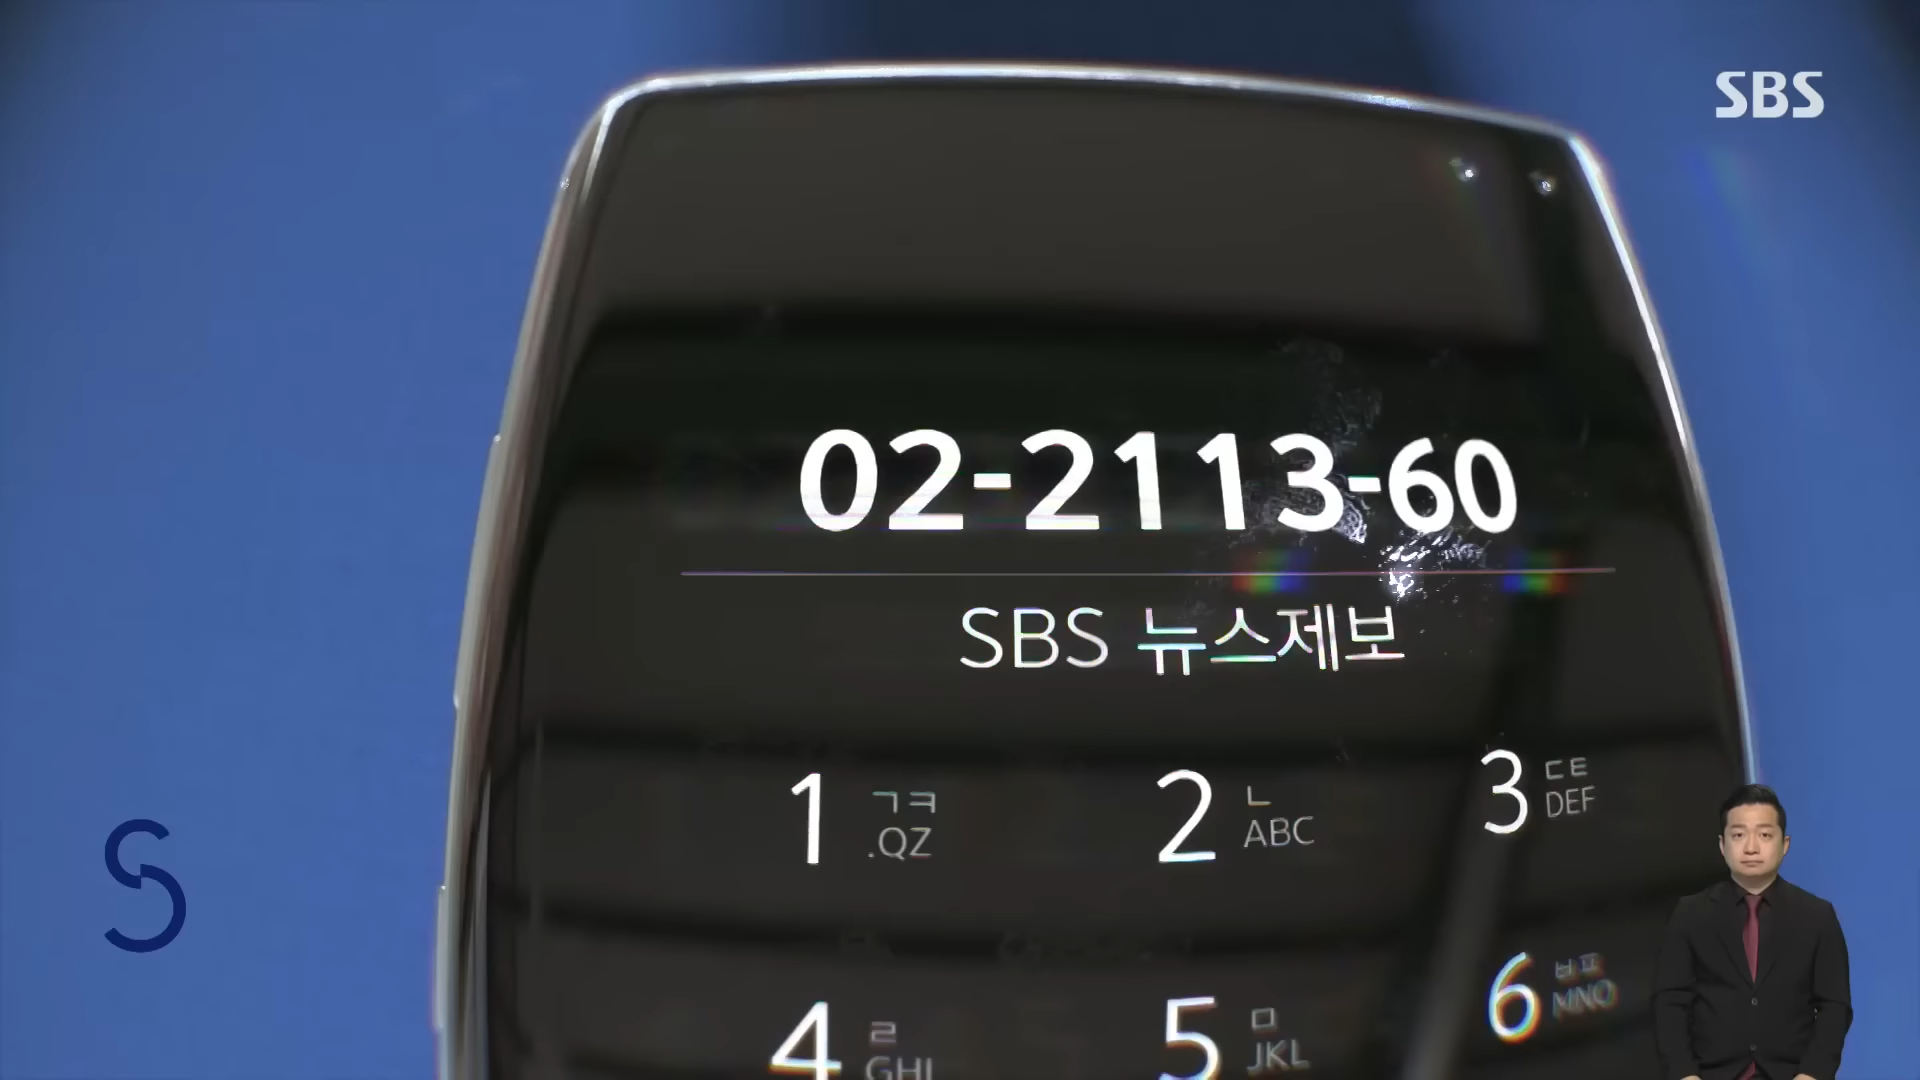 SBS
02-2113-60
SBS 뉴스제보
1 ㄱㅋ .QZ
2 ㄴ ABC
3 ㄷㅌ DEF
4 ㄹ GHI
5 ㅁ JKL
6 ㅂㅍ MNO